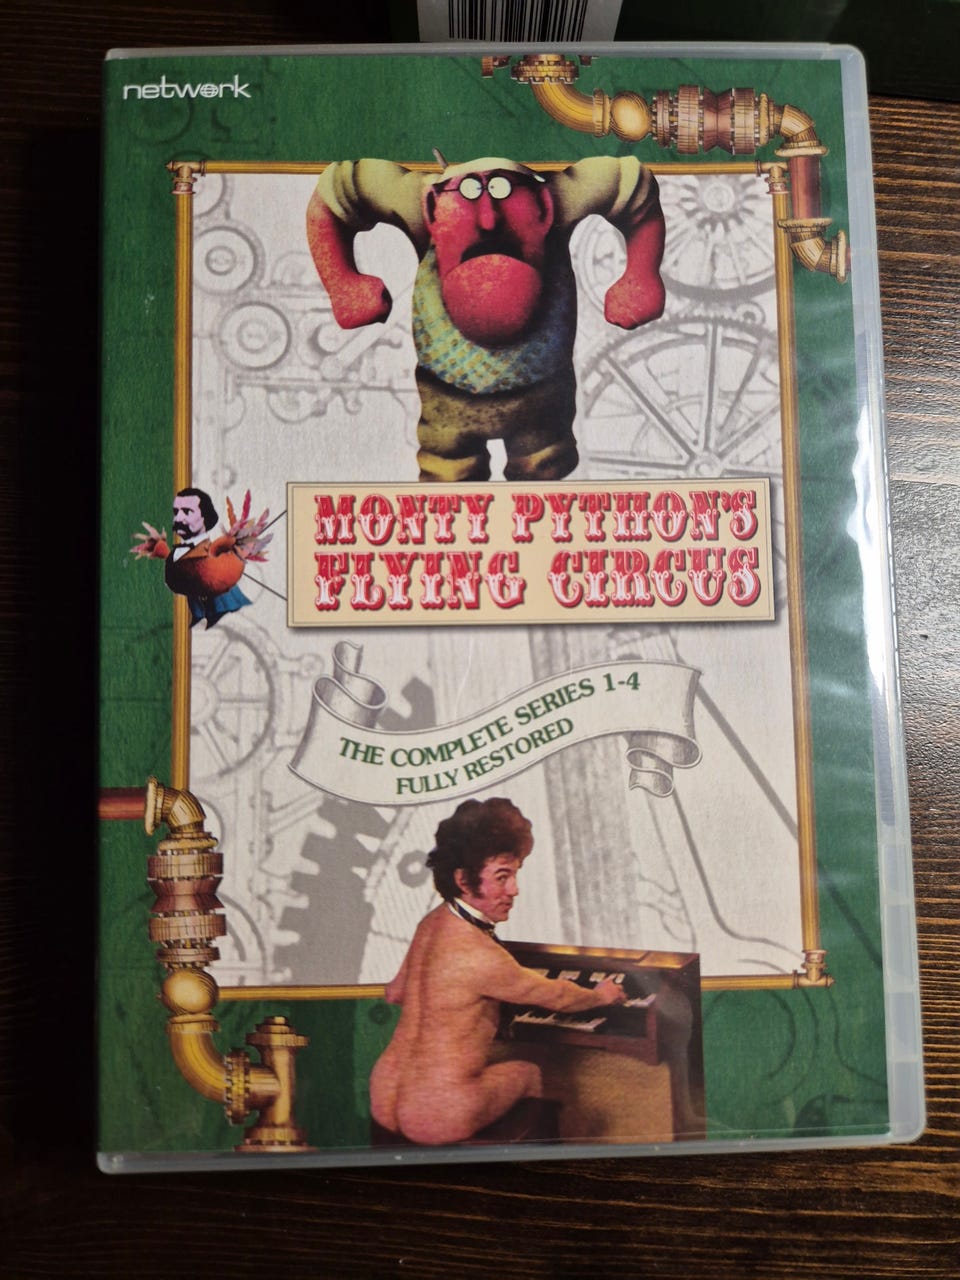 network
MONTY PYTHON'S
FLYING CIRCUS
THE COMPLETE SERIES 1-4
FULLY RESTORED